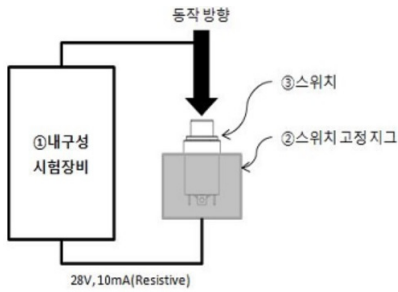 동작 방향
③스위치
②스위치 고정 지그
①내구성
시험장비
28V, 10mA(Resistive)